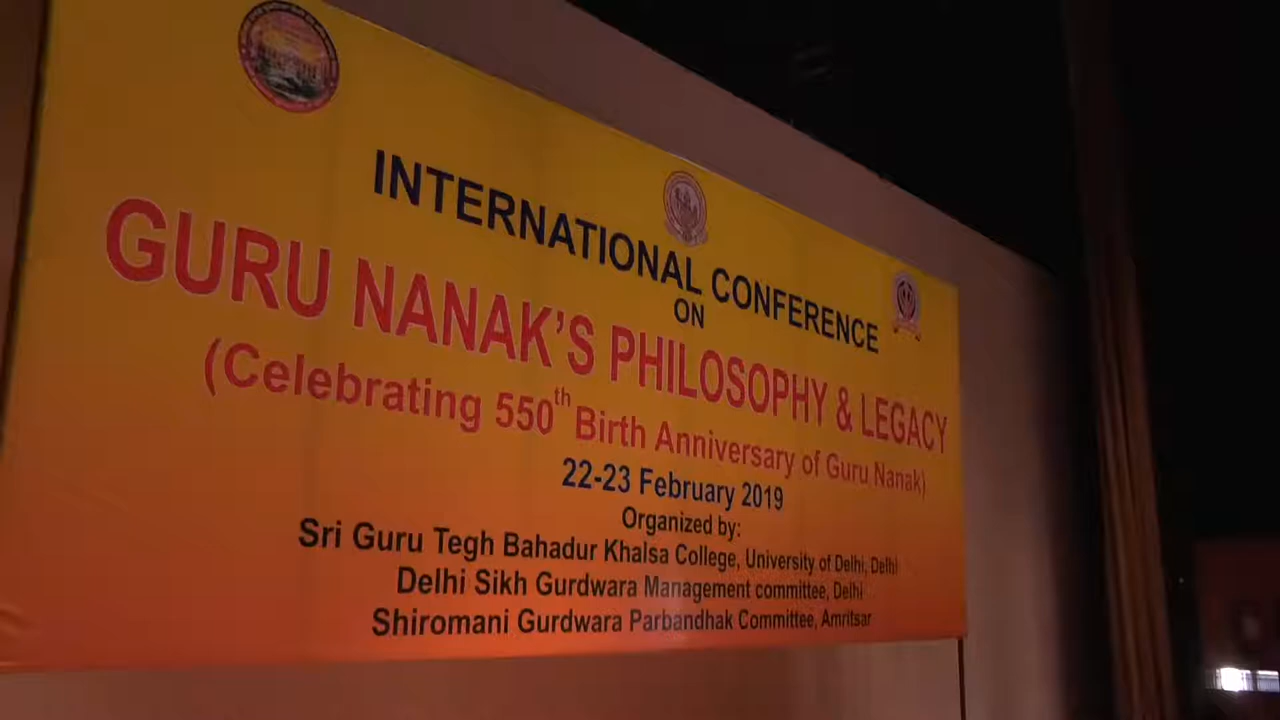 INTERNATIONAL CONFERENCE
ON
GURU NANAK'S PHILOSOPHY & LEGACY
(Celebrating 550th Birth Anniversary of Guru Nanak)
22-23 February 2019
Organized by:
Sri Guru Tegh Bahadur Khalsa College, University of Delhi, Delhi
Delhi Sikh Gurdwara Management committee, Delhi
Shiromani Gurdwara Parbandhak Committee, Amritsar